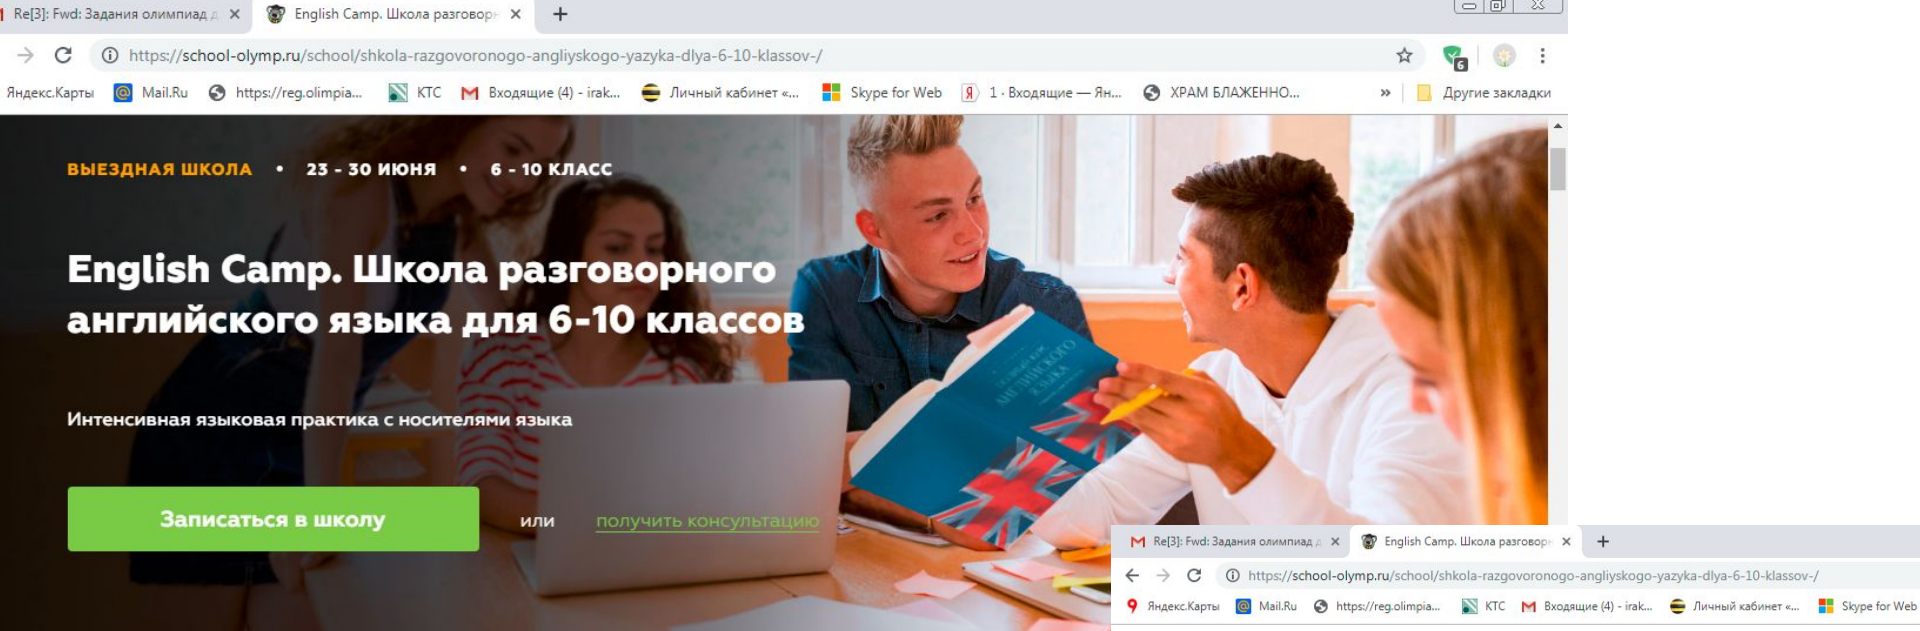 Re[3]: Fwd: Задания олимпиад д
English Camp. Школа разговорн
https://school-olymp.ru/school/shkola-razgovoronogo-angliyskogo-yazyka-dlya-6-10-klassov-/
6
Яндекс.Карты Mail.Ru https://reg.olimpia... КТС Входящие (4) - irak... Личный кабинет «... Skype for Web 1 · Входящие — Ян... ХРАМ БЛАЖЕННО... » Другие закладки
ВЫЕЗДНАЯ ШКОЛА • 23 - 30 ИЮНЯ • 6 - 10 КЛАСС
English Camp. Школа разговорного
английского языка для 6-10 классов
АНГЛИЙСКОГО
ЯЗЫКА
Интенсивная языковая практика с носителями языка
Записаться в школу или получить консультацию
Re[3]: Fwd: Задания олимпиад д
English Camp. Школа разговорн
https://school-olymp.ru/school/shkola-razgovoronogo-angliyskogo-yazyka-dlya-6-10-klassov-/
Яндекс.Карты Mail.Ru https://reg.olimpia... КТС Входящие (4) - irak... Личный кабинет «... Skype for Web